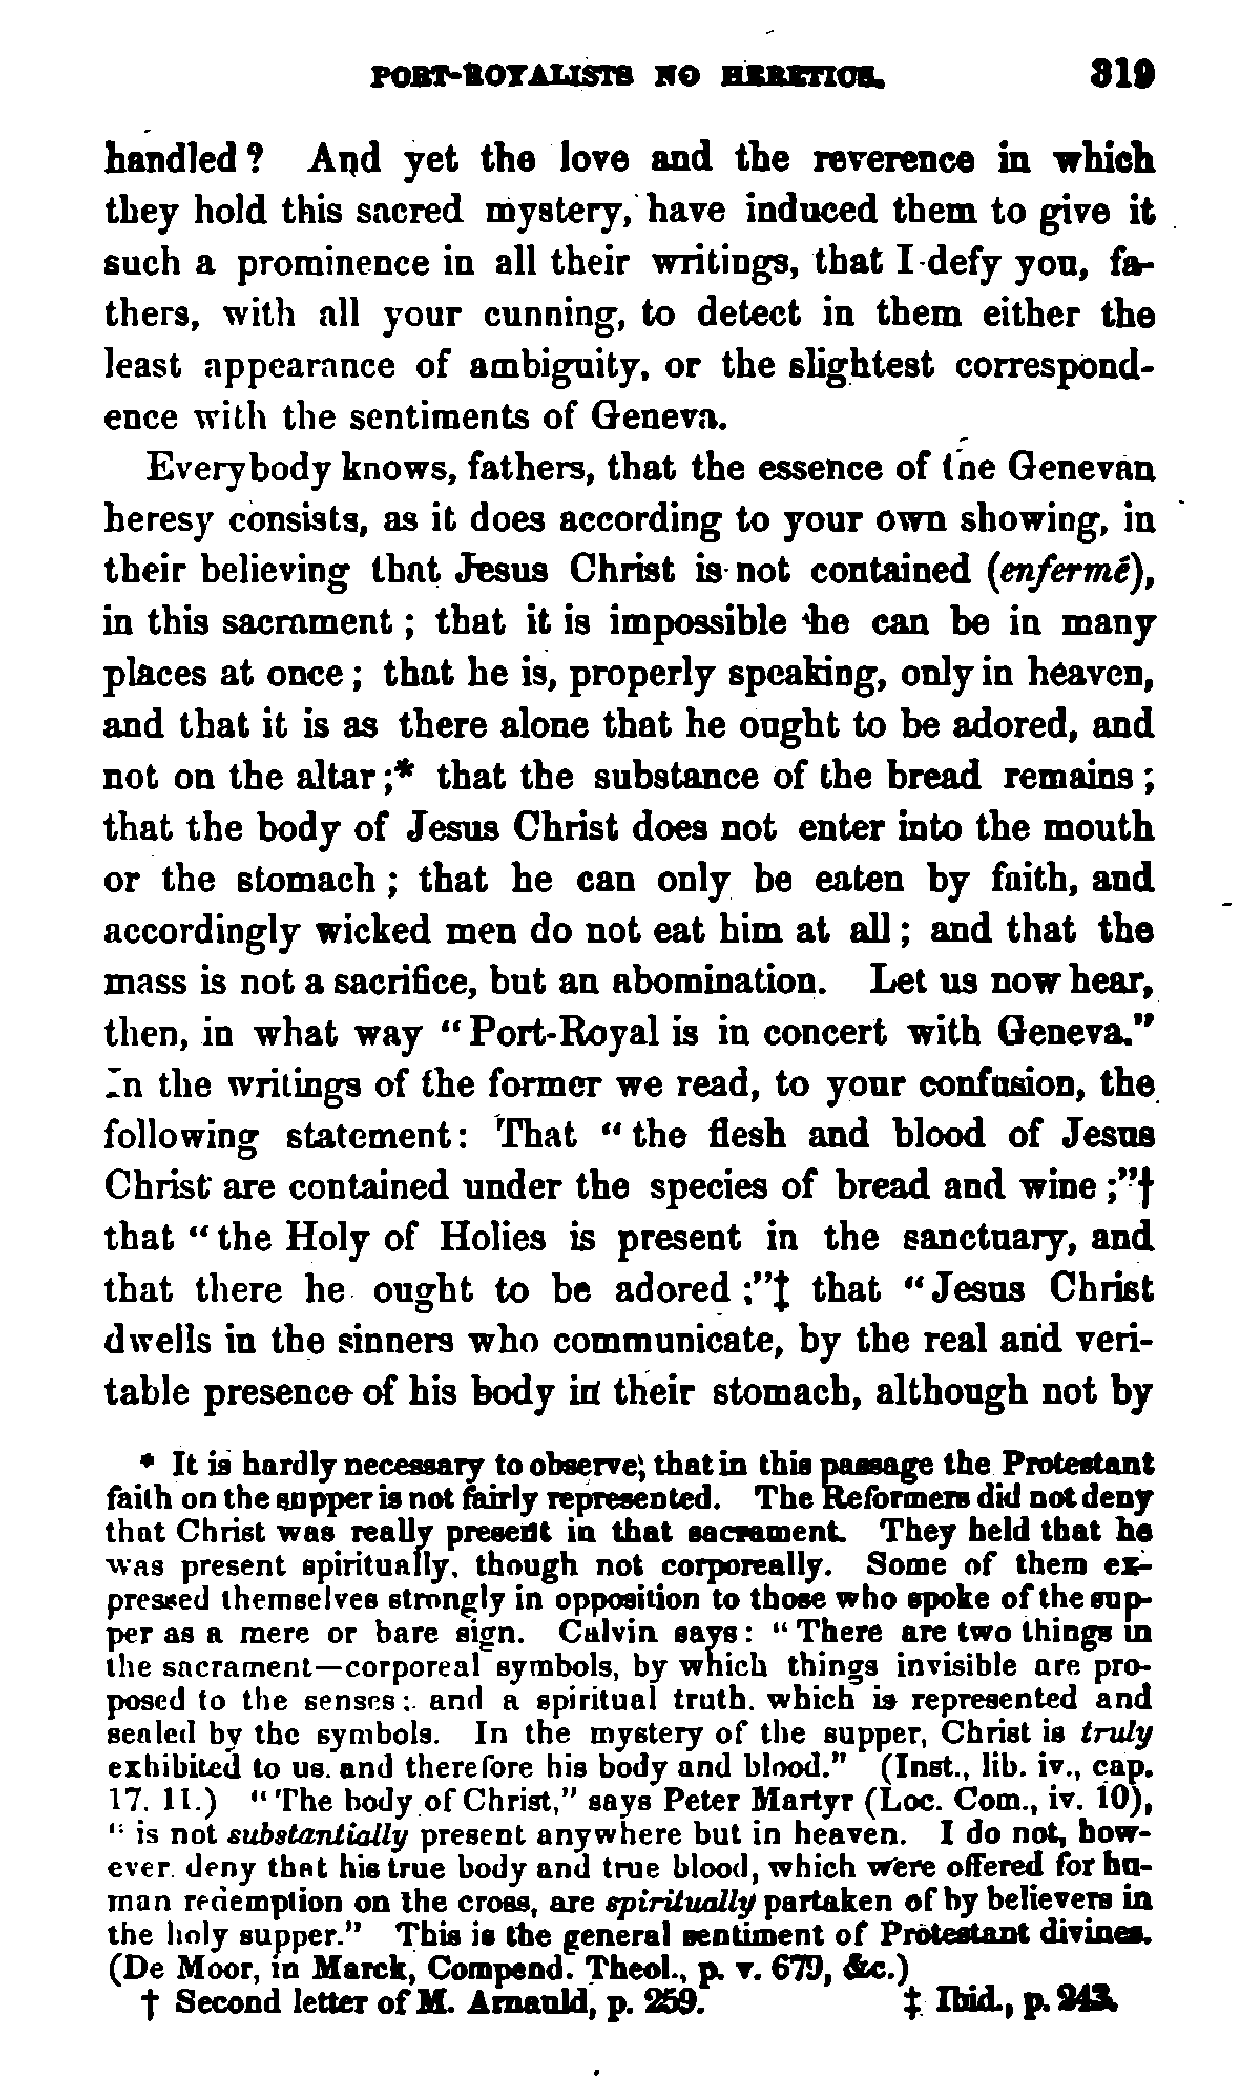 PORT-ROYALISTS NO HERETICS. 319
handled? And yet the love and the reverence in which
they hold this sacred mystery, have induced them to give it
such a prominence in all their writings, that I defy you, fa-
thers, with all your cunning, to detect in them either the
least appearance of ambiguity, or the slightest correspond-
ence with the sentiments of Geneva.
Everybody knows, fathers, that the essence of the Genevan
heresy consists, as it does according to your own showing, in
their believing that Jesus Christ is not contained (enfermé),
in this sacrament ; that it is impossible he can be in many
places at once ; that he is, properly speaking, only in heaven,
and that it is as there alone that he ought to be adored, and
not on the altar ;* that the substance of the bread remains ;
that the body of Jesus Christ does not enter into the mouth
or the stomach ; that he can only be eaten by faith, and
accordingly wicked men do not eat him at all ; and that the
mass is not a sacrifice, but an abomination. Let us now hear,
then, in what way “Port-Royal is in concert with Geneva.”
In the writings of the former we read, to your confusion, the
following statement: That “the flesh and blood of Jesus
Christ are contained under the species of bread and wine ;”†
that “the Holy of Holies is present in the sanctuary, and
that there he ought to be adored ;”‡ that “Jesus Christ
dwells in the sinners who communicate, by the real and veri-
table presence of his body in their stomach, although not by
* It is hardly necessary to observe, that in this passage the Protestant
faith on the supper is not fairly represented. The Reformers did not deny
that Christ was really present in that sacrament. They held that he
was present spiritually, though not corporeally. Some of them ex-
pressed themselves strongly in opposition to those who spoke of the sup-
per as a mere or bare sign. Calvin says: “There are two things in
the sacrament—corporeal symbols, by which things invisible are pro-
posed to the senses; and a spiritual truth, which is represented and
sealed by the symbols. In the mystery of the supper, Christ is truly
exhibited to us, and therefore his body and blood.” (Inst., lib. iv., cap.
17. 11.) “The body of Christ,” says Peter Martyr (Loc. Com., iv. 10),
“is not substantially present anywhere but in heaven. I do not, how-
ever, deny that his true body and true blood, which were offered for hu-
man redemption on the cross, are spiritually partaken of by believers in
the holy supper.” This is the general sentiment of Protestant divines.
(De Moor, in Marck, Compend. Theol., p. v. 679, &c.)
† Second letter of M. Arnauld, p. 259. ‡ Ibid., p. 243.